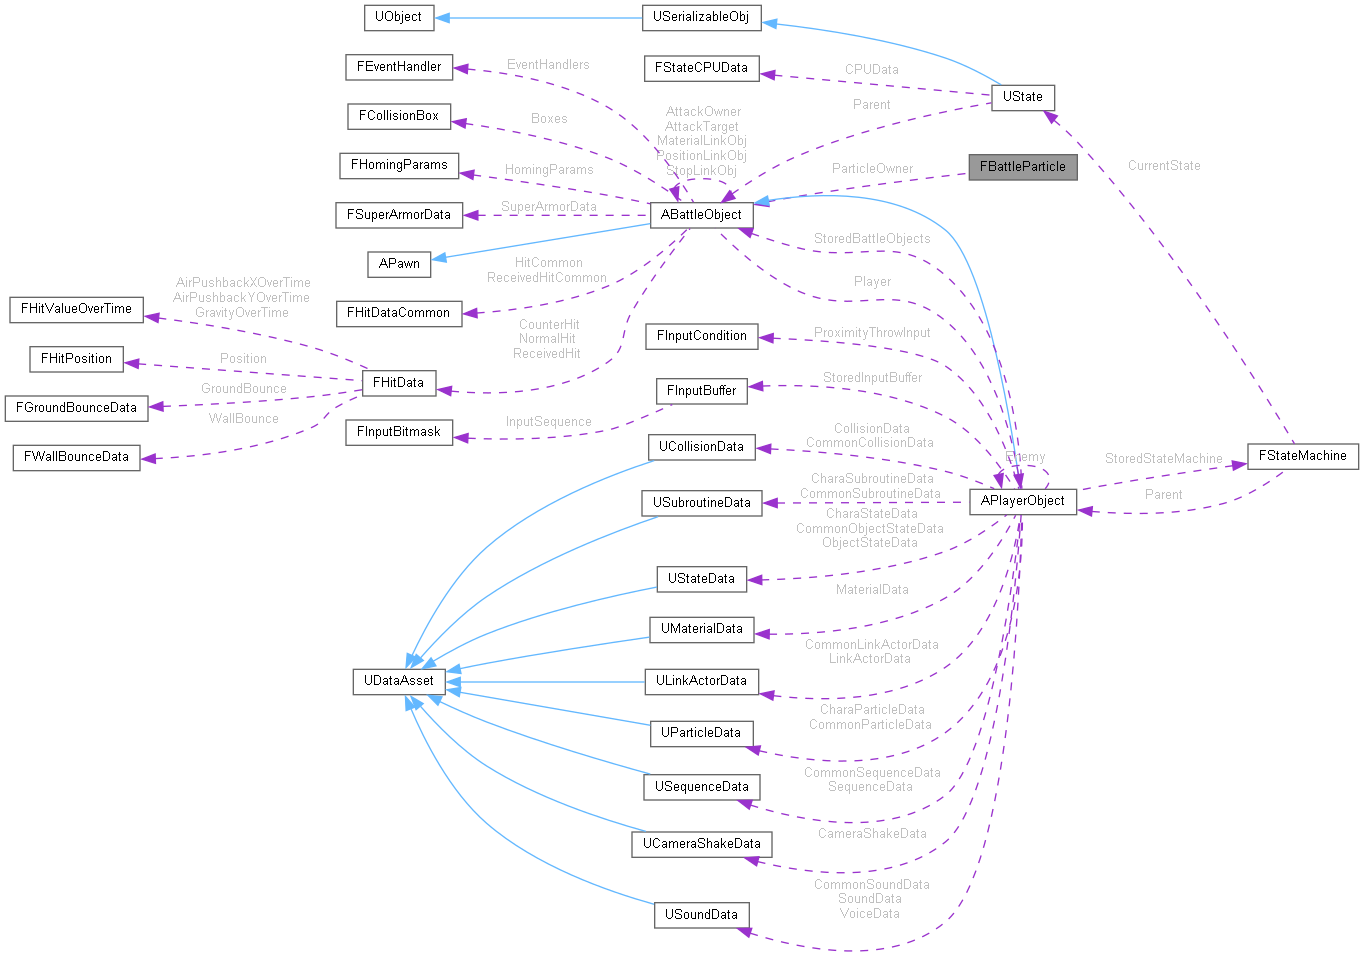 UObject
USerializableObj
FEventHandler
EventHandlers
FStateCPUData
CPUData
UState
FCollisionBox
Boxes
AttackOwner
AttackTarget
MaterialLinkObj
PositionLinkObj
StopLinkObj
Parent
FHomingParams
HomingParams
ParticleOwner
FBattleParticle
CurrentState
FSuperArmorData
SuperArmorData
ABattleObject
StoredBattleObjects
APawn
HitCommon
ReceivedHitCommon
Player
AirPushbackXOverTime
AirPushbackYOverTime
GravityOverTime
FHitValueOverTime
FHitDataCommon
CounterHit
NormalHit
ReceivedHit
FInputCondition
ProximityThrowInput
FHitPosition
Position
FHitData
FInputBuffer
StoredInputBuffer
GroundBounce
FGroundBounceData
WallBounce
FInputBitmask
InputSequence
FWallBounceData
UCollisionData
CollisionData
CommonCollisionData
Enemy
StoredStateMachine
FStateMachine
USubroutineData
CharaSubroutineData
CommonSubroutineData
APlayerObject
Parent
CharaStateData
CommonObjectStateData
ObjectStateData
UStateData
MaterialData
UMaterialData
CommonLinkActorData
LinkActorData
UDataAsset
ULinkActorData
CharaParticleData
CommonParticleData
UParticleData
CommonSequenceData
SequenceData
USequenceData
CameraShakeData
UCameraShakeData
CommonSoundData
SoundData
VoiceData
USoundData